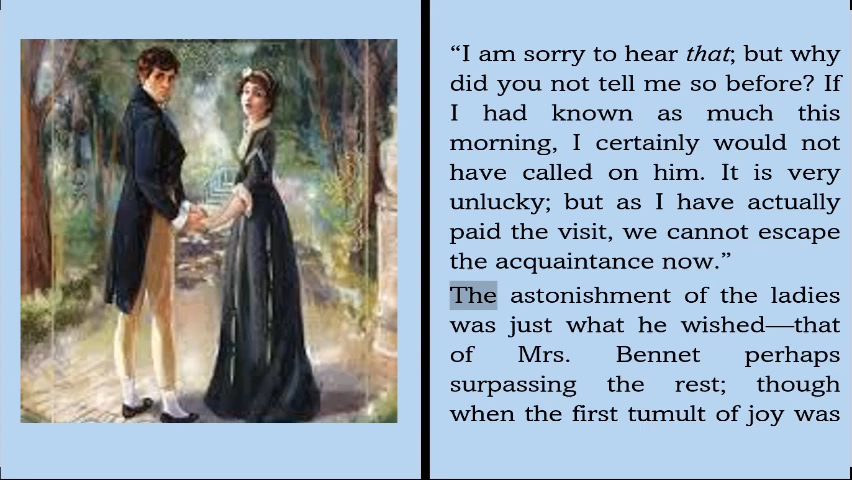 “I am sorry to hear that; but why
did you not tell me so before? If
I had known as much this
morning, I certainly would not
have called on him. It is very
unlucky; but as I have actually
paid the visit, we cannot escape
the acquaintance now.”
The astonishment of the ladies
was just what he wished—that
of Mrs. Bennet perhaps
surpassing the rest; though
when the first tumult of joy was